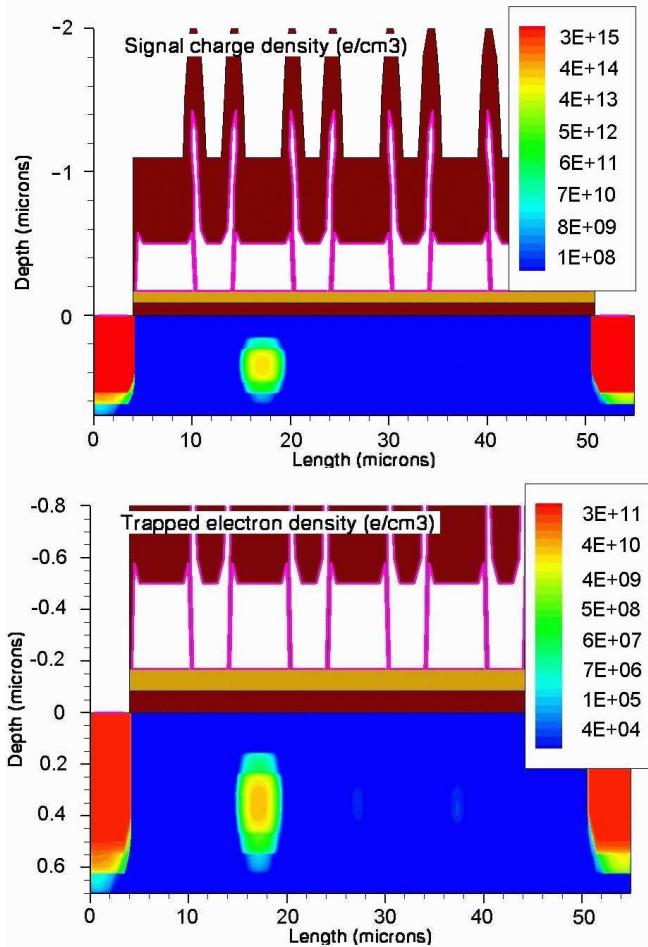 Signal charge density (e/cm3)
3E+15
4E+14
4E+13
5E+12
6E+11
7E+10
8E+09
1E+08
Depth (microns)
-2
-1
0
0 10 20 30 40 50
Length (microns)
Trapped electron density (e/cm3)
3E+11
4E+10
4E+09
5E+08
6E+07
7E+06
1E+05
4E+04
Depth (microns)
-0.8
-0.6
-0.4
-0.2
0
0.2
0.4
0.6
0 10 20 30 40 50
Length (microns)